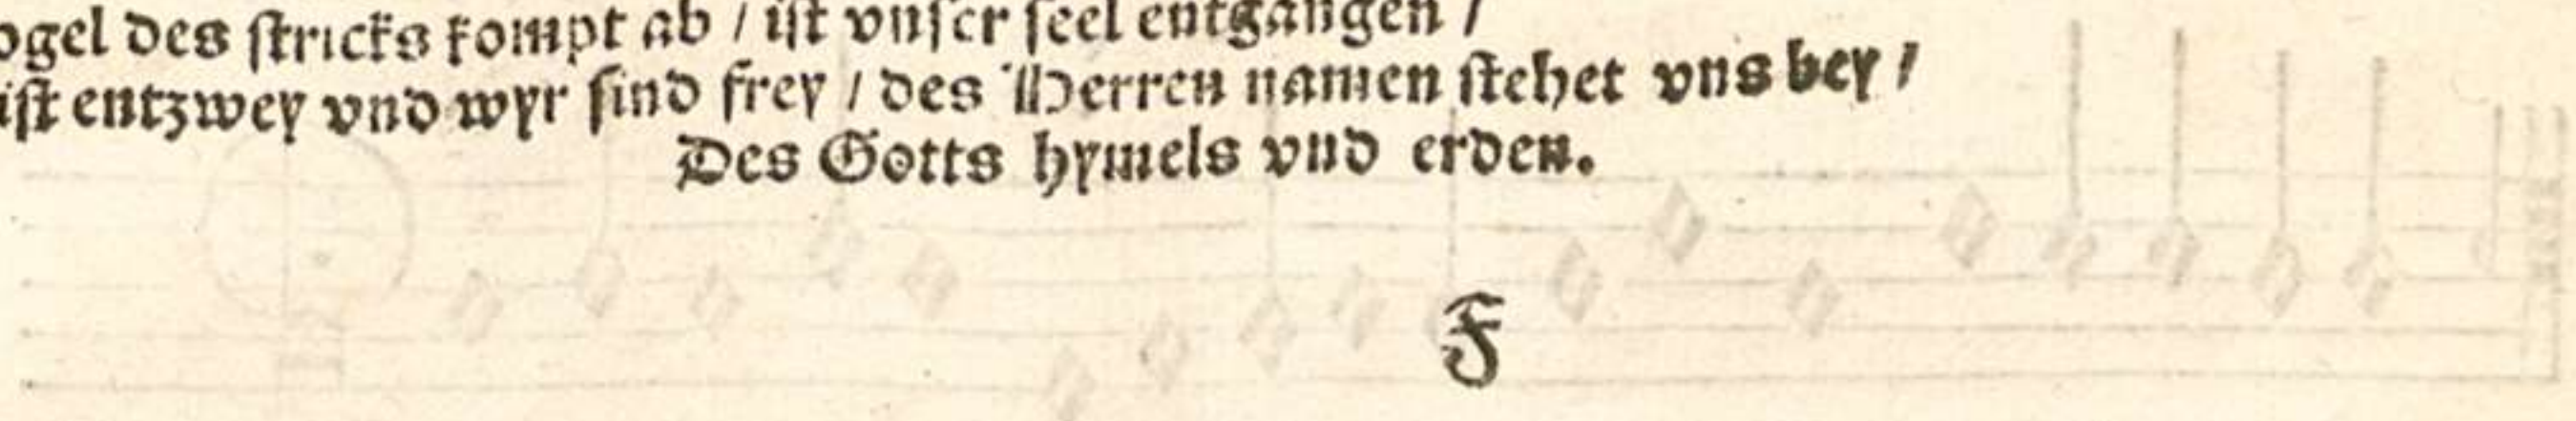 ogel des stricks kompt ab / ist vnser seel entgangen /
ist entzwey vnd wyr sind frey / des Herren namen stehet vns bey /
Des Gotts hymels vnd erden.
F